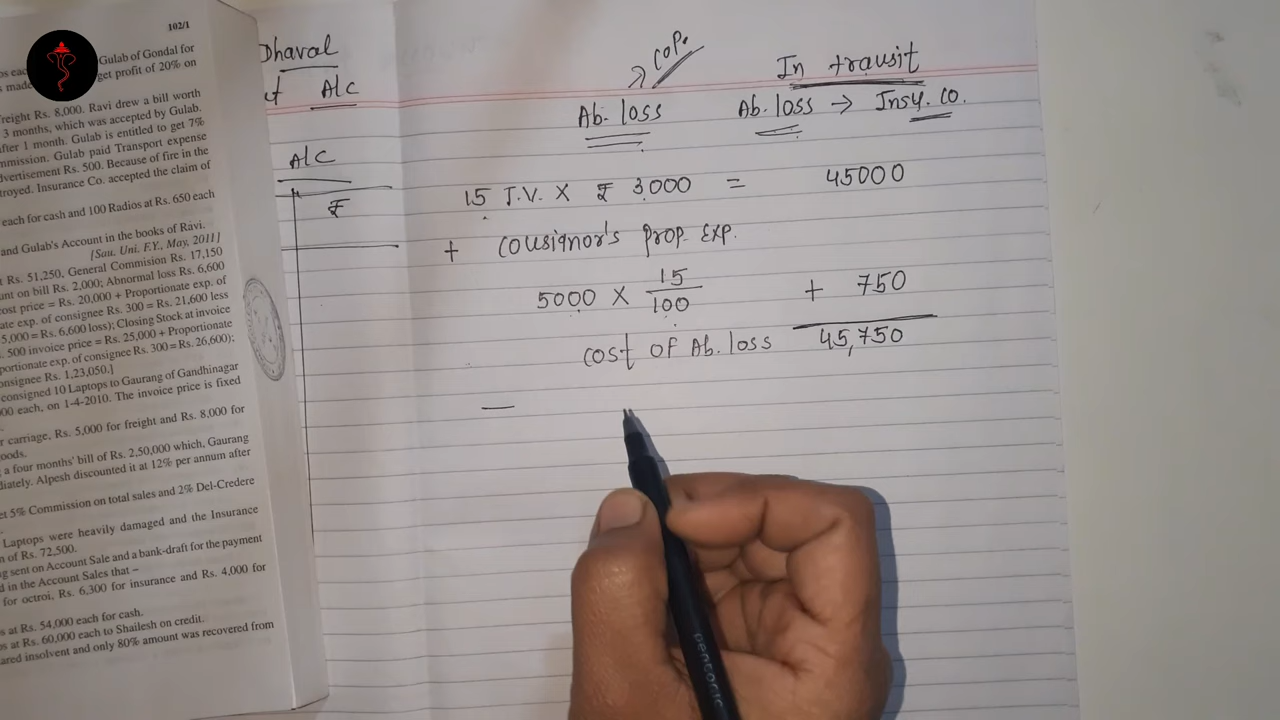 102/1
Gulab of Gondal for
get profit of 20% on
reight Rs. 8,000. Ravi drew a bill worth
3 months, which was accepted by Gulab.
after 1 month. Gulab is entitled to get 7%
mmission. Gulab paid Transport expense
dvertisement Rs. 500. Because of fire in the
troyed. Insurance Co. accepted the claim of
each for cash and 100 Radios at Rs. 650 each
and Gulab's Account in the books of Ravi.
[Sau. Uni. F.Y., May, 2011]
Rs. 51,250, General Commision Rs. 17,150
unt on bill Rs. 2,000; Abnormal loss Rs. 6,600
cost price = Rs. 20,000 + Proportionate exp. of
ate exp. of consignee Rs. 300 = Rs. 21,600 less
5,000 = Rs. 6,600 loss); Closing Stock at invoice
. 500 invoice price = Rs. 25,000 + Proportionate
portionate exp. of consignee Rs. 300 = Rs. 26,600);
onsignee Rs. 1,23,050.]
consigned 10 Laptops to Gaurang of Gandhinagar
00 each, on 1-4-2010. The invoice price is fixed
r carriage, Rs. 5,000 for freight and Rs. 8,000 for
oods.
a four months' bill of Rs. 2,50,000 which, Gaurang
diately. Alpesh discounted it at 12% per annum after
et 5% Commission on total sales and 2% Del-Credere
Laptops were heavily damaged and the Insurance
n of Rs. 72,500.
g sent on Account Sale and a bank-draft for the payment
d in the Account Sales that –
for octroi, Rs. 6,300 for insurance and Rs. 4,000 for
s at Rs. 54,000 each for cash.
s at Rs. 60,000 each to Shailesh on credit.
ared insolvent and only 80% amount was recovered from
Dhaval
A/c
A/c
₹
COP.
In transit
Ab. loss Ab. loss → Insu. co.
15 T.V. × ₹ 3000 = 45000
+ Cousignor's Prop. Exp.
5000 × 15/100 + 750
Cost of Ab. loss 45,750
—
pentonic